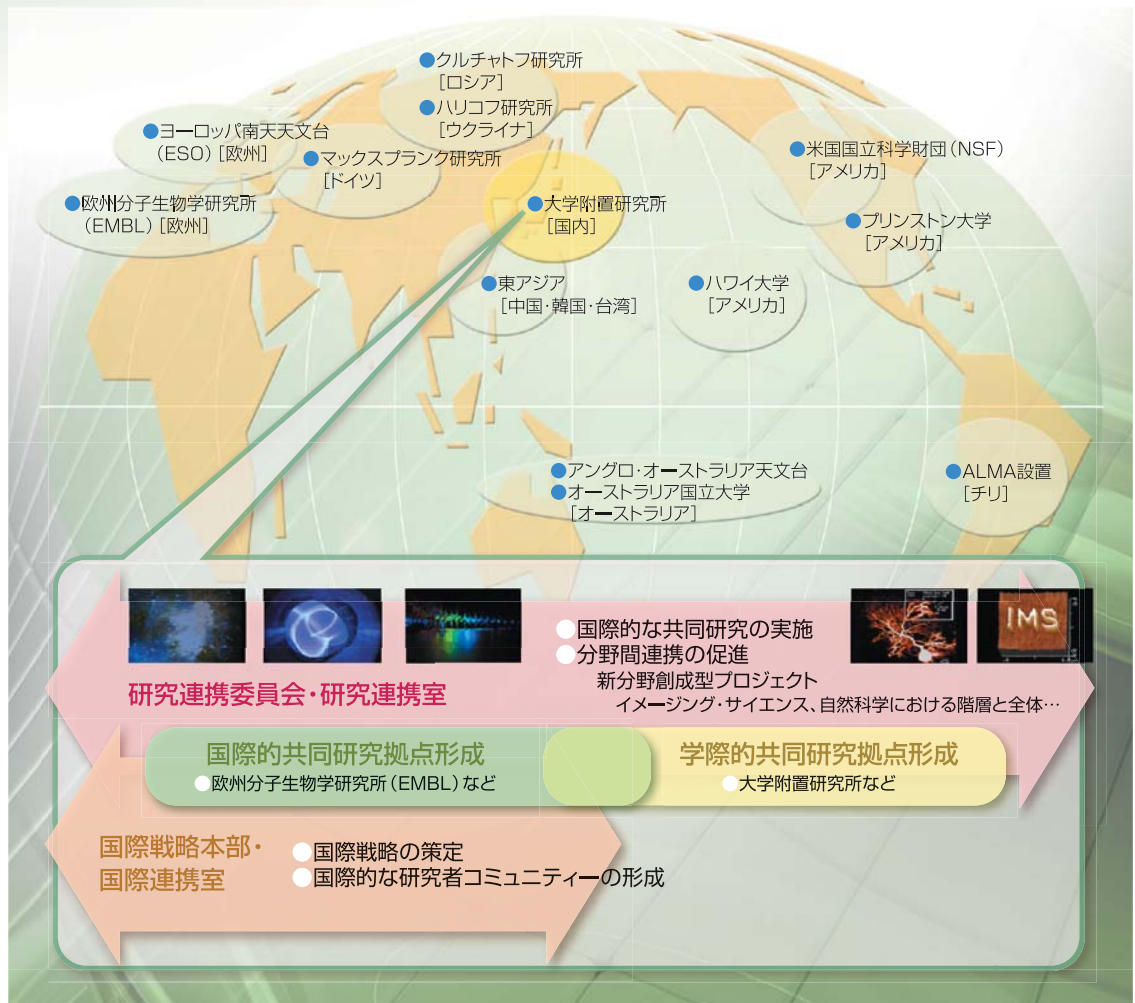 ●クルチャトフ研究所
[ロシア]
●ハリコフ研究所
[ウクライナ]
●ヨーロッパ南天天文台
(ESO) [欧州]
●マックスプランク研究所
[ドイツ]
●欧州分子生物学研究所
(EMBL) [欧州]
●大学附置研究所
[国内]
●米国国立科学財団(NSF)
[アメリカ]
●プリンストン大学
[アメリカ]
●東アジア
[中国・韓国・台湾]
●ハワイ大学
[アメリカ]
●アングロ・オーストラリア天文台
●オーストラリア国立大学
[オーストラリア]
●ALMA設置
[チリ]
IMS
●国際的な共同研究の実施
●分野間連携の促進
新分野創成型プロジェクト
イメージング・サイエンス、自然科学における階層と全体…
研究連携委員会・研究連携室
国際的共同研究拠点形成
●欧州分子生物学研究所(EMBL)など
学際的共同研究拠点形成
●大学附置研究所など
国際戦略本部・
国際連携室
●国際戦略の策定
●国際的な研究者コミュニティーの形成